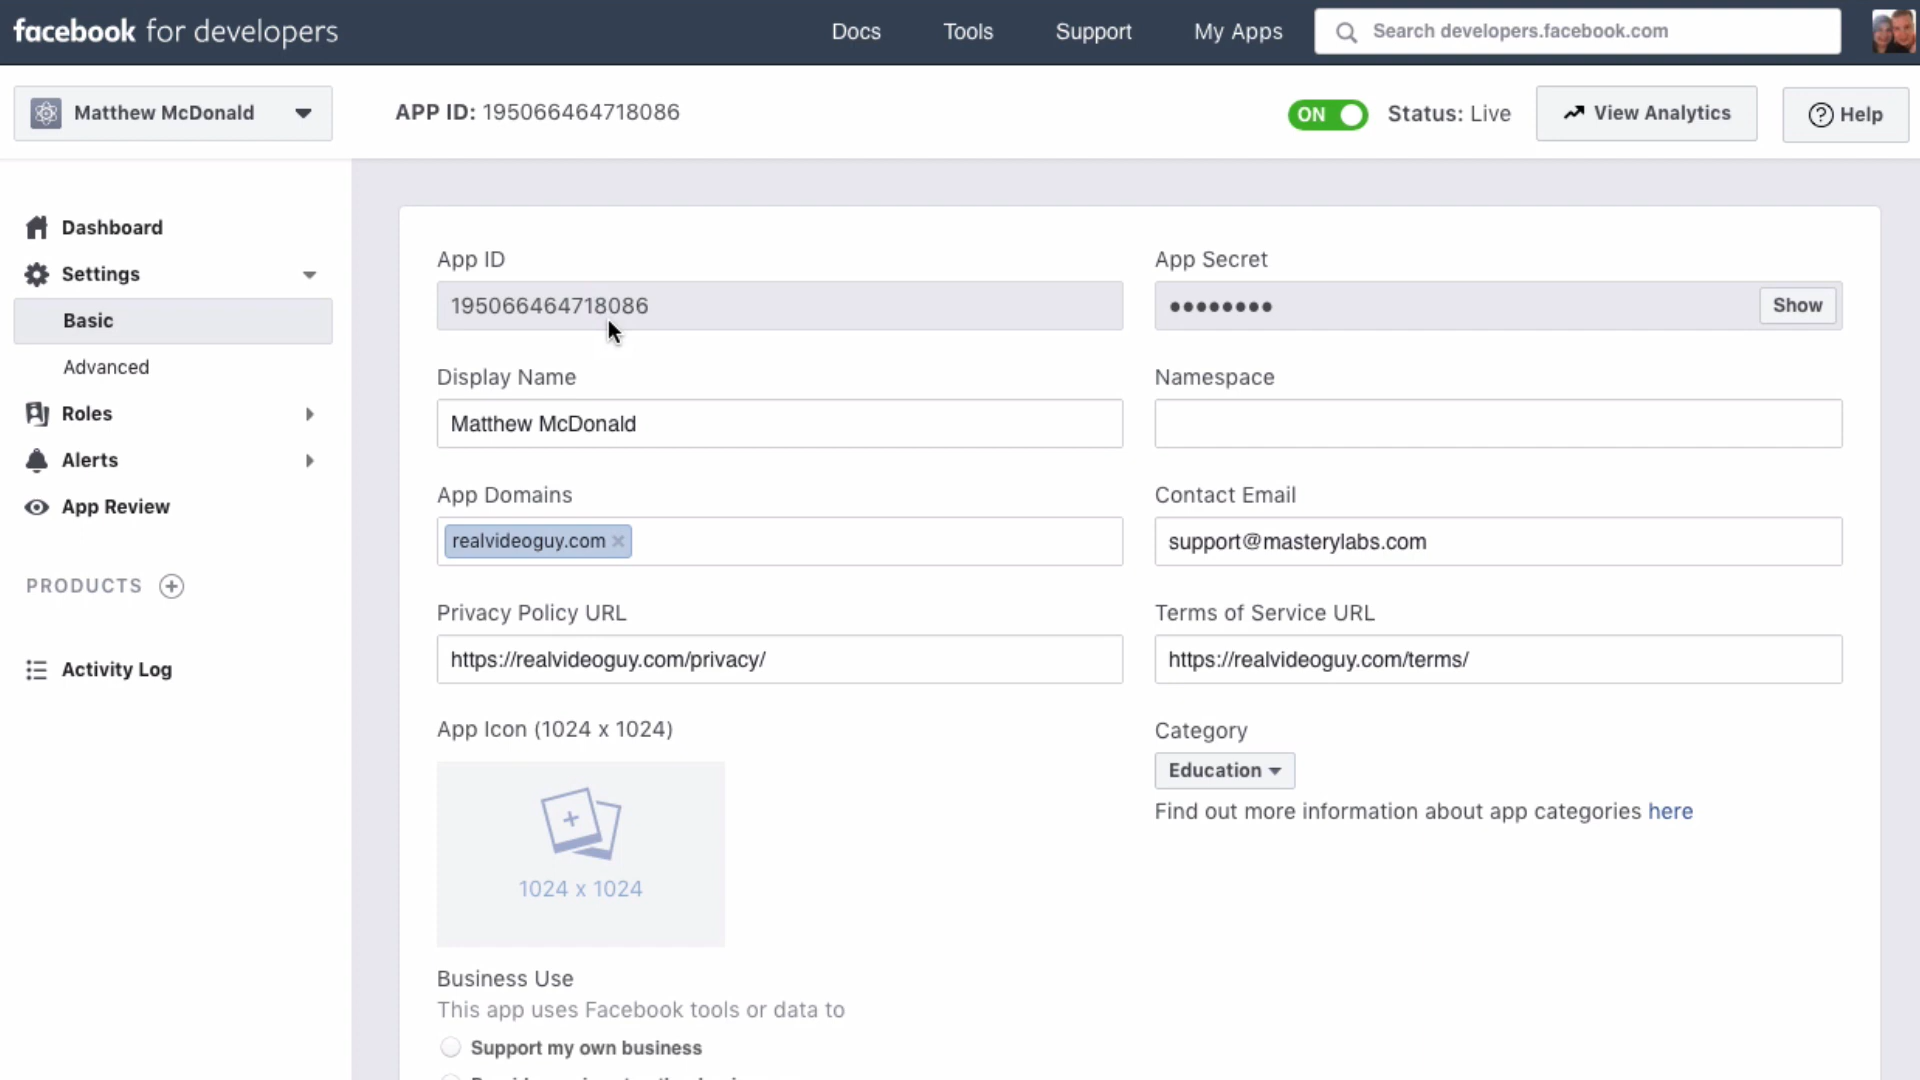 facebook for developers
Docs
Tools
Support
My Apps
Search developers.facebook.com
Matthew McDonald
APP ID: 195066464718086
ON
Status: Live
View Analytics
Help
Dashboard
Settings
Basic
Advanced
Roles
Alerts
App Review
PRODUCTS
Activity Log
App ID
195066464718086
App Secret
Show
Display Name
Matthew McDonald
Namespace
App Domains
realvideoguy.com
Contact Email
support@masterylabs.com
Privacy Policy URL
https://realvideoguy.com/privacy/
Terms of Service URL
https://realvideoguy.com/terms/
App Icon (1024 x 1024)
1024 x 1024
Category
Education
Find out more information about app categories here
Business Use
This app uses Facebook tools or data to
Support my own business